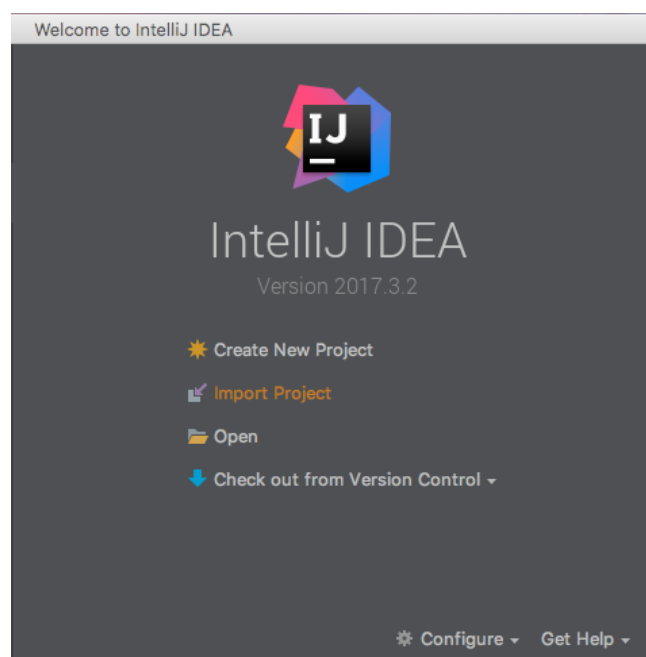 Welcome to IntelliJ IDEA
IJ
IntelliJ IDEA
Version 2017.3.2
Create New Project
Import Project
Open
Check out from Version Control
Configure Get Help